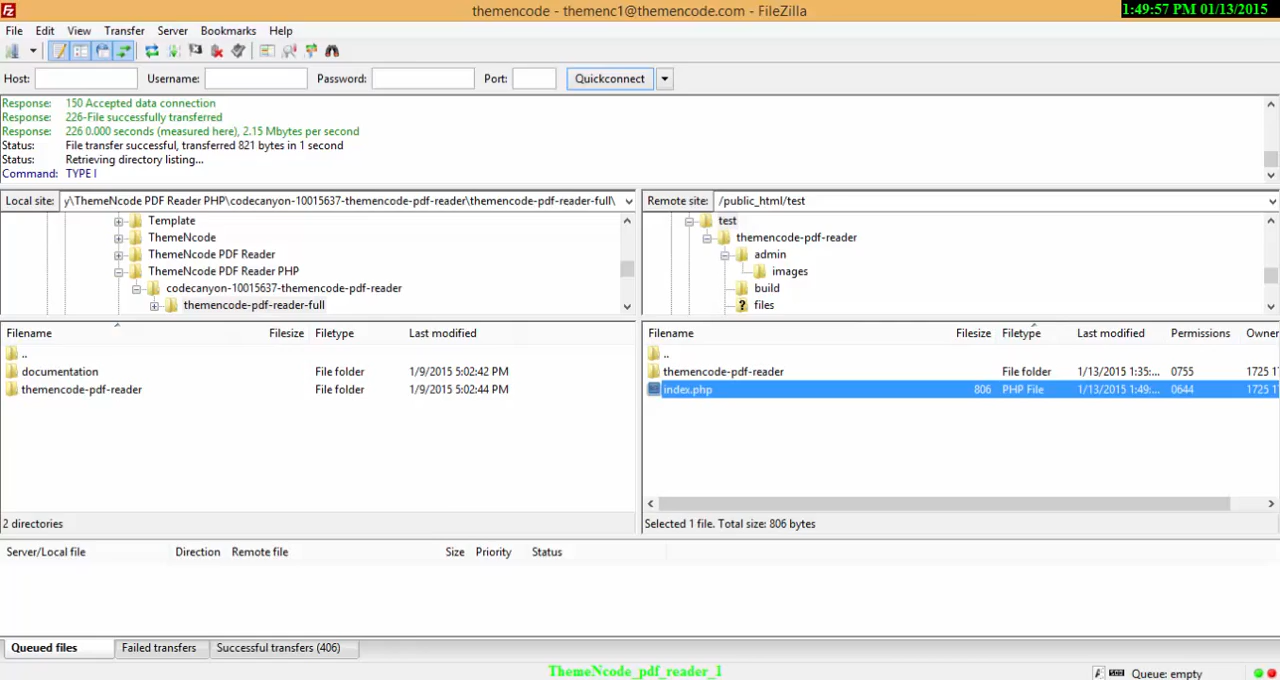 themencode - themenc1@themencode.com - FileZilla
1:49:57 PM 01/13/2015
File Edit View Transfer Server Bookmarks Help
Host: Username: Password: Port: Quickconnect
Response: 150 Accepted data connection
Response: 226-File successfully transferred
Response: 226 0.000 seconds (measured here), 2.15 Mbytes per second
Status: File transfer successful, transferred 821 bytes in 1 second
Status: Retrieving directory listing...
Command: TYPE I
Local site: y\ThemeNcode PDF Reader PHP\codecanyon-10015637-themencode-pdf-reader\themencode-pdf-reader-full\
Template
ThemeNcode
ThemeNcode PDF Reader
ThemeNcode PDF Reader PHP
codecanyon-10015637-themencode-pdf-reader
themencode-pdf-reader-full
Remote site: /public_html/test
test
themencode-pdf-reader
admin
images
build
? files
Filename Filesize Filetype Last modified
..
documentation File folder 1/9/2015 5:02:42 PM
themencode-pdf-reader File folder 1/9/2015 5:02:44 PM
2 directories
Filename Filesize Filetype Last modified Permissions Owner
..
themencode-pdf-reader File folder 1/13/2015 1:35:... 0755 1725 1
index.php 806 PHP File 1/13/2015 1:49:... 0644 1725 1
Selected 1 file. Total size: 806 bytes
Server/Local file Direction Remote file Size Priority Status
Queued files Failed transfers Successful transfers (406)
ThemeNcode_pdf_reader_1
Queue: empty